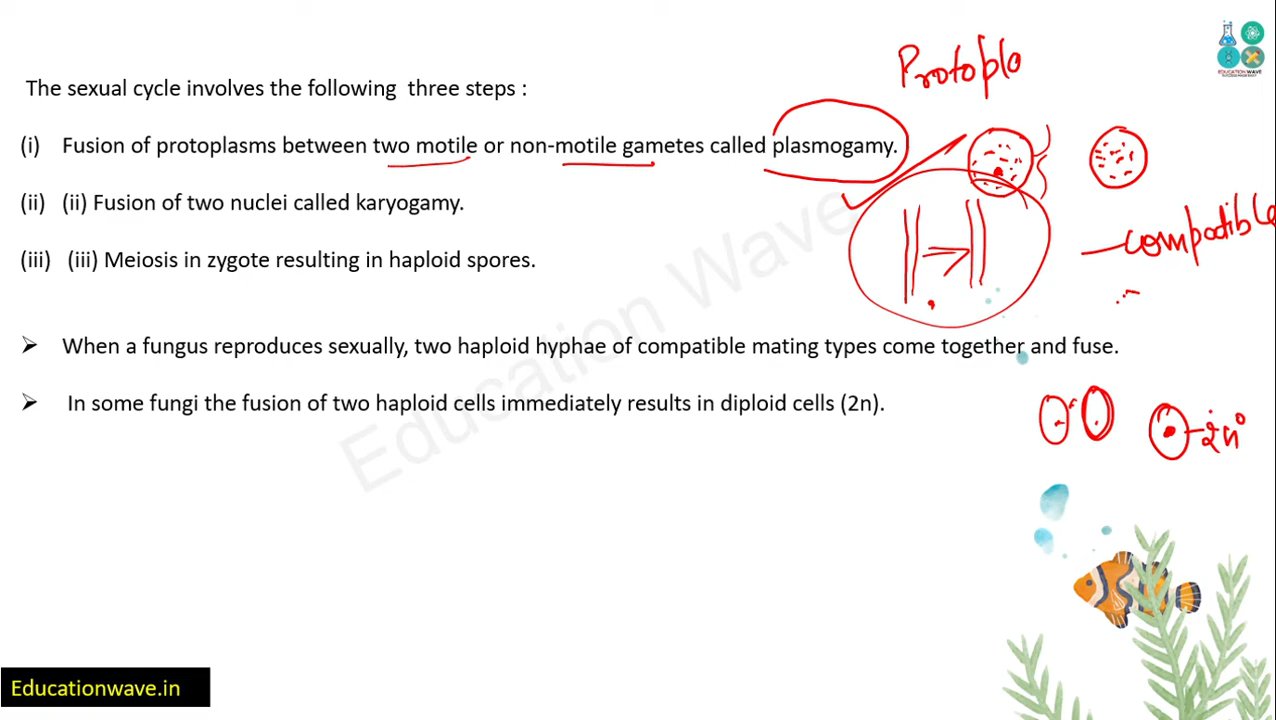 Protopla
EDUCATION WAVE
The sexual cycle involves the following three steps :
(i) Fusion of protoplasms between two motile or non-motile gametes called plasmogamy.
(ii) (ii) Fusion of two nuclei called karyogamy.
compatible
(iii) (iii) Meiosis in zygote resulting in haploid spores.
➢ When a fungus reproduces sexually, two haploid hyphae of compatible mating types come together and fuse.
➢ In some fungi the fusion of two haploid cells immediately results in diploid cells (2n).
2n
Education Wave
Educationwave.in